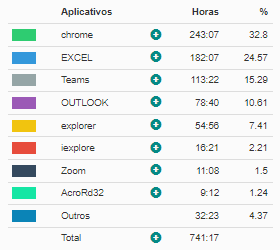 Aplicativos Horas %
chrome 243:07 32.8
EXCEL 182:07 24.57
Teams 113:22 15.29
OUTLOOK 78:40 10.61
explorer 54:56 7.41
iexplore 16:21 2.21
Zoom 11:08 1.5
AcroRd32 9:12 1.24
Outros 32:23 4.37
Total 741:17